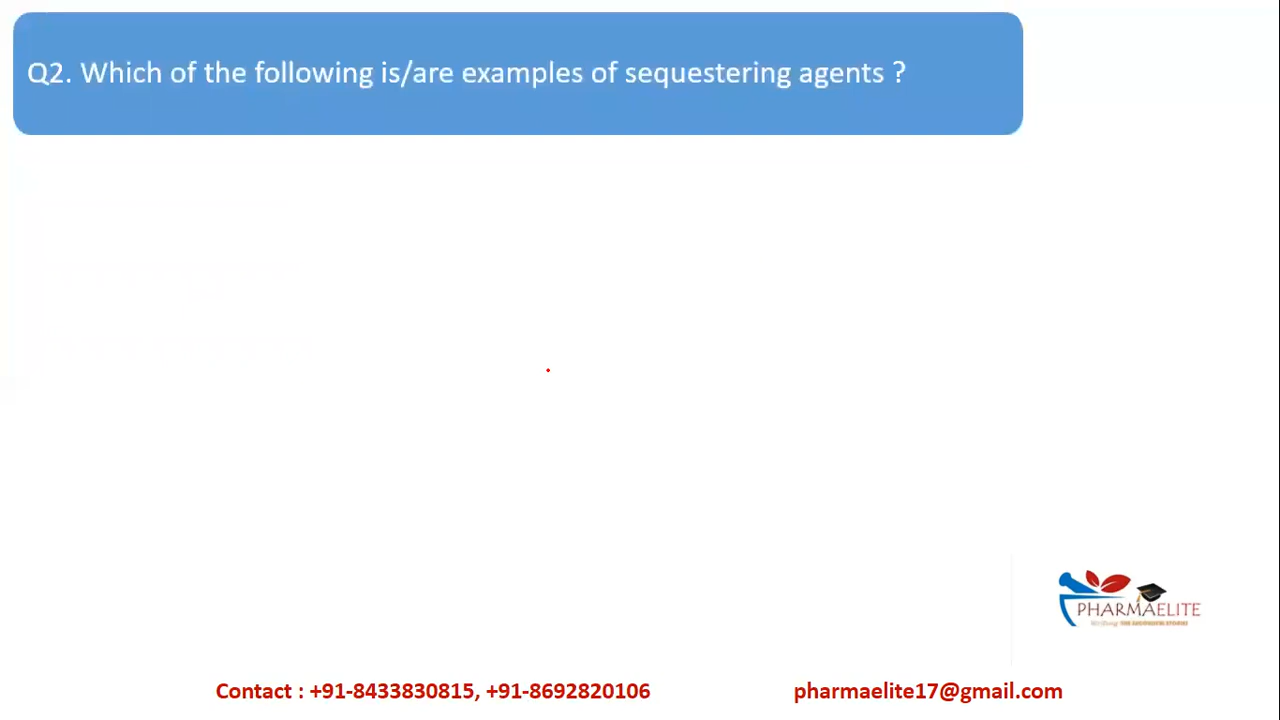 Q2. Which of the following is/are examples of sequestering agents ?
PHARMAELITE
Contact : +91-8433830815, +91-8692820106
pharmaelite17@gmail.com